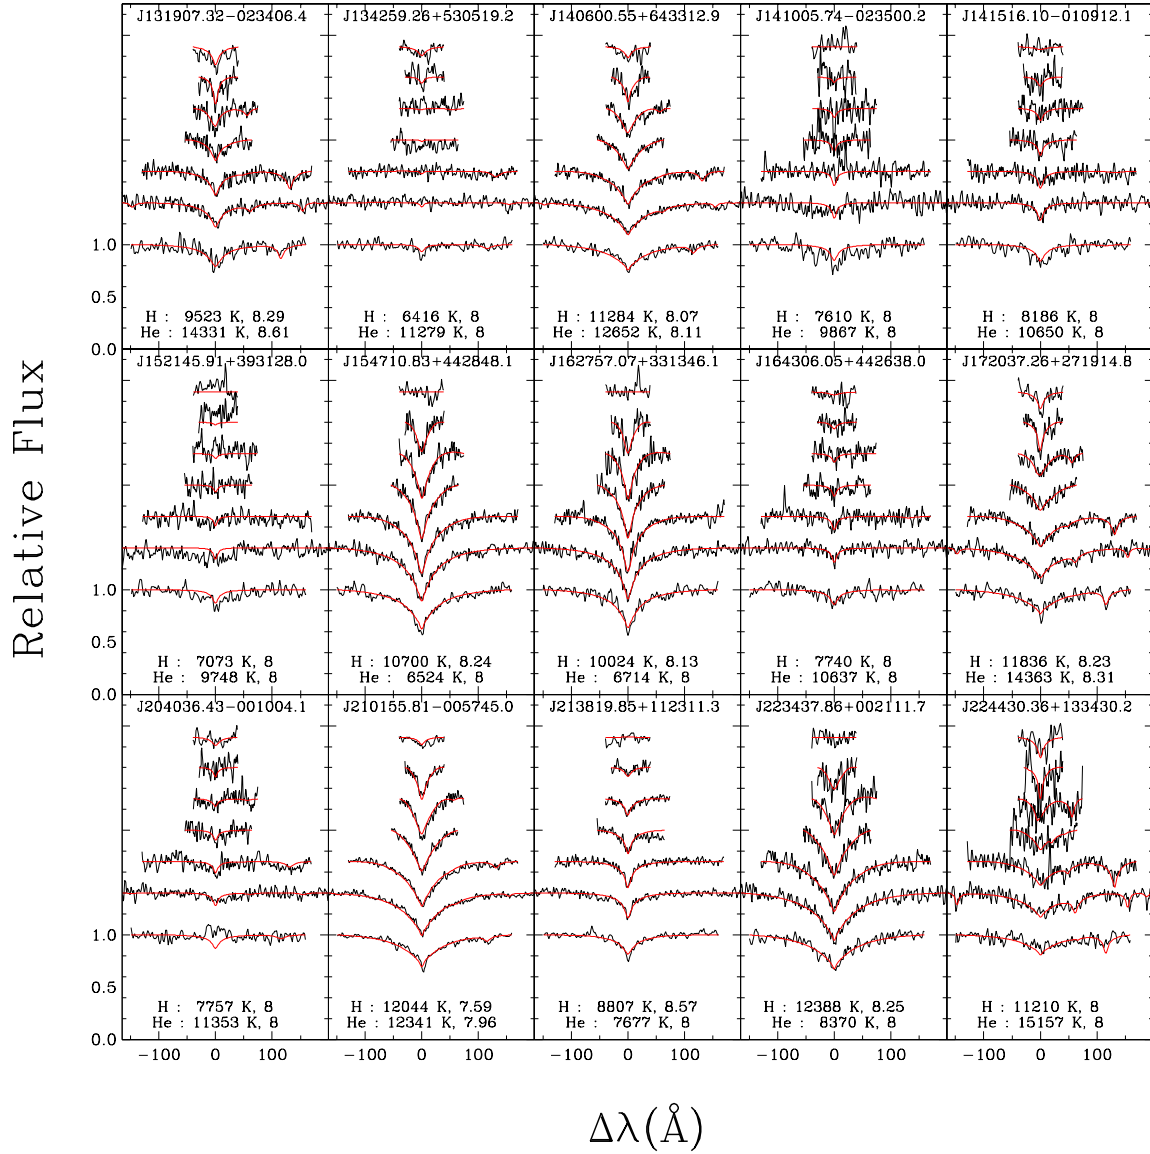 J131907.32−023406.4
J134259.26+530519.2
J140600.55+643312.9
J141005.74−023500.2
J141516.10−010912.1
1.0
0.5
0.0
H : 9523 K, 8.29
He : 14331 K, 8.61
H : 6416 K, 8
He : 11279 K, 8
H : 11284 K, 8.07
He : 12652 K, 8.11
H : 7610 K, 8
He : 9867 K, 8
H : 8186 K, 8
He : 10650 K, 8
J152145.91+393128.0
J154710.83+442848.1
J162757.07+331346.1
J164306.05+442638.0
J172037.26+271914.8
Relative Flux
1.0
0.5
0.0
H : 7073 K, 8
He : 9748 K, 8
H : 10700 K, 8.24
He : 6524 K, 8
H : 10024 K, 8.13
He : 6714 K, 8
H : 7740 K, 8
He : 10637 K, 8
H : 11836 K, 8.23
He : 14363 K, 8.31
J204036.43−001004.1
J210155.81−005745.0
J213819.85+112311.3
J223437.86+002111.7
J224430.36+133430.2
1.0
0.5
0.0
H : 7757 K, 8
He : 11353 K, 8
H : 12044 K, 7.59
He : 12341 K, 7.96
H : 8807 K, 8.57
He : 7677 K, 8
H : 12388 K, 8.25
He : 8370 K, 8
H : 11210 K, 8
He : 15157 K, 8
−100 0 100
0 100
0 100
−100 0 100
−100 0 100
Δλ(Å)